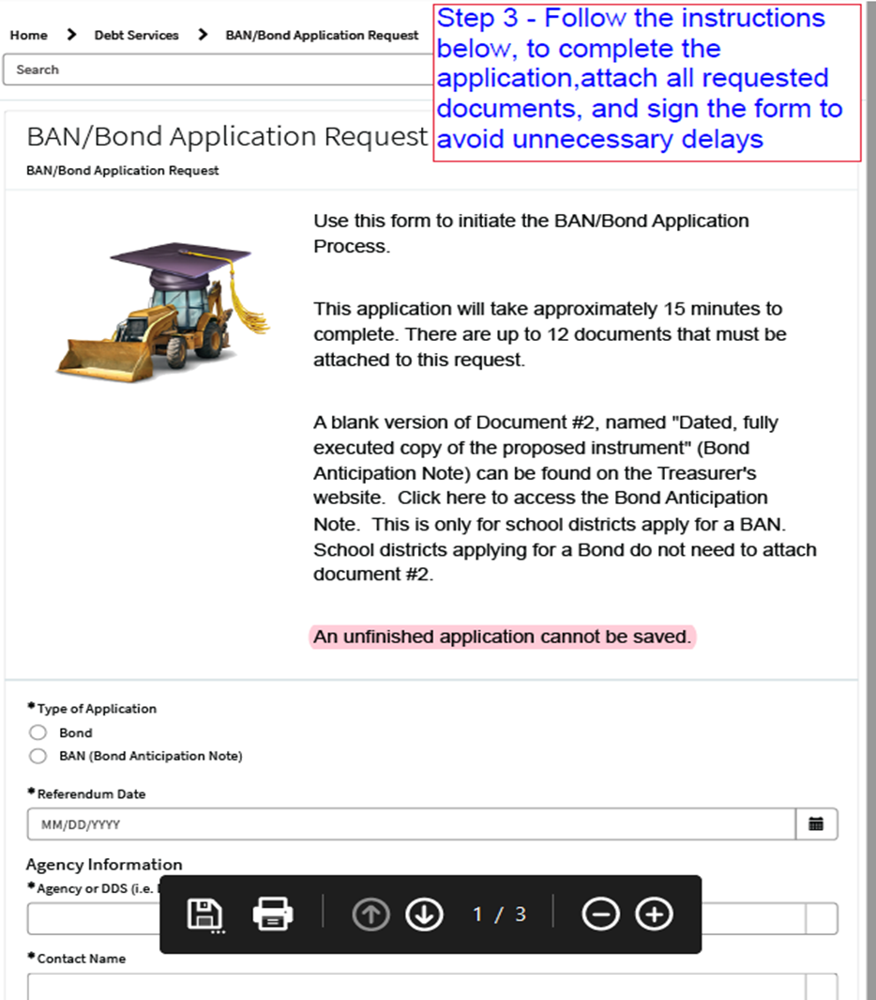 Home > Debt Services > BAN/Bond Application Request
Search
Step 3 - Follow the instructions
below, to complete the
application,attach all requested
documents, and sign the form to
avoid unnecessary delays
BAN/Bond Application Request
BAN/Bond Application Request
Use this form to initiate the BAN/Bond Application
Process.
This application will take approximately 15 minutes to
complete. There are up to 12 documents that must be
attached to this request.
A blank version of Document #2, named "Dated, fully
executed copy of the proposed instrument" (Bond
Anticipation Note) can be found on the Treasurer's
website.  Click here to access the Bond Anticipation
Note.  This is only for school districts apply for a BAN.
School districts applying for a Bond do not need to attach
document #2.
An unfinished application cannot be saved.
*Type of Application
Bond
BAN (Bond Anticipation Note)
*Referendum Date
MM/DD/YYYY
Agency Information
*Agency or DDS (i.e.
1 / 3
*Contact Name